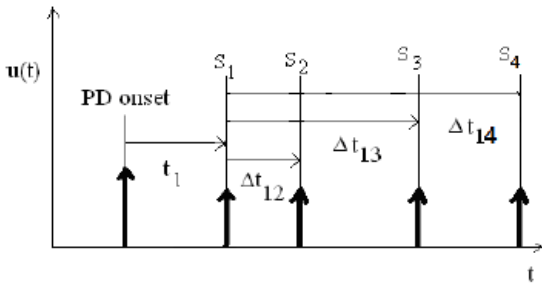 u(t)
PD onset
S1 S2 S3 S4
t1
Δt12
Δt13
Δt14
t